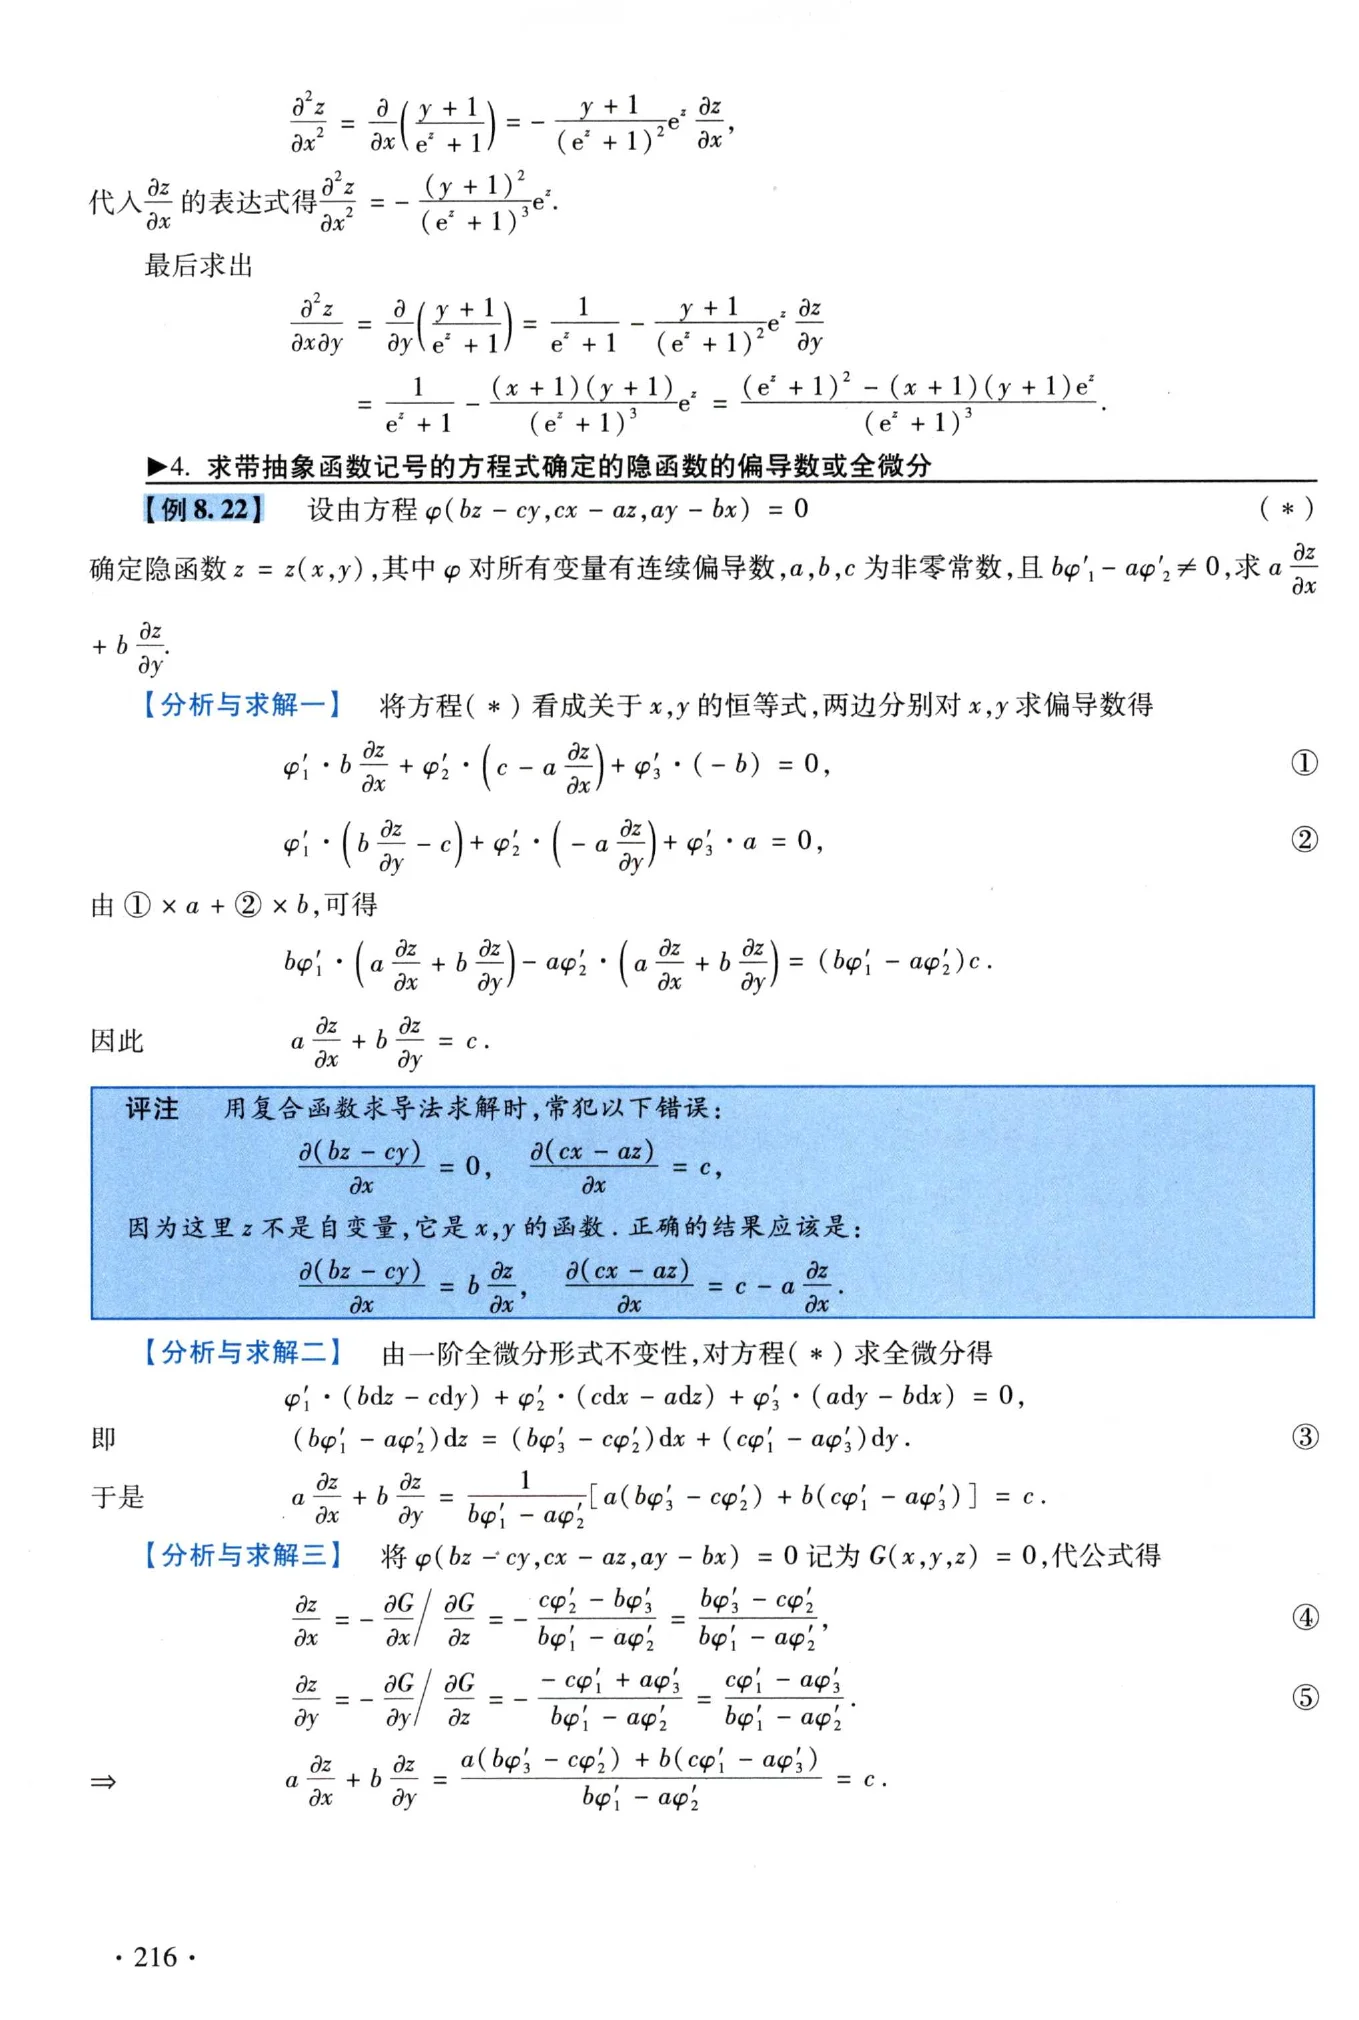 $\frac{\partial^2 z}{\partial x^2} = \frac{\partial}{\partial x}\left(\frac{y+1}{e^z+1}\right) = -\frac{y+1}{(e^z+1)^2}e^z\frac{\partial z}{\partial x},$
代入$\frac{\partial z}{\partial x}$的表达式得$\frac{\partial^2 z}{\partial x^2} = -\frac{(y+1)^2}{(e^z+1)^3}e^z.$
最后求出
$\frac{\partial^2 z}{\partial x\partial y} = \frac{\partial}{\partial y}\left(\frac{y+1}{e^z+1}\right) = \frac{1}{e^z+1} - \frac{y+1}{(e^z+1)^2}e^z\frac{\partial z}{\partial y}$
$= \frac{1}{e^z+1} - \frac{(x+1)(y+1)}{(e^z+1)^3}e^z = \frac{(e^z+1)^2-(x+1)(y+1)e^z}{(e^z+1)^3}.$
▶4. 求带抽象函数记号的方程式确定的隐函数的偏导数或全微分
【例8.22】 设由方程 $\varphi(bz-cy,cx-az,ay-bx) = 0$ (*)
确定隐函数 $z = z(x,y)$,其中 $\varphi$ 对所有变量有连续偏导数,$a,b,c$ 为非零常数,且 $b\varphi'_1 - a\varphi'_2 \neq 0$,求 $a\frac{\partial z}{\partial x}$
$+ b\frac{\partial z}{\partial y}.$
【分析与求解一】 将方程(*)看成关于 $x,y$ 的恒等式,两边分别对 $x,y$ 求偏导数得
$\varphi'_1 \cdot b\frac{\partial z}{\partial x} + \varphi'_2 \cdot \left(c - a\frac{\partial z}{\partial x}\right) + \varphi'_3 \cdot (-b) = 0,$ ①
$\varphi'_1 \cdot \left(b\frac{\partial z}{\partial y} - c\right) + \varphi'_2 \cdot \left(-a\frac{\partial z}{\partial y}\right) + \varphi'_3 \cdot a = 0,$ ②
由 ① × $a$ + ② × $b$,可得
$b\varphi'_1 \cdot \left(a\frac{\partial z}{\partial x} + b\frac{\partial z}{\partial y}\right) - a\varphi'_2 \cdot \left(a\frac{\partial z}{\partial x} + b\frac{\partial z}{\partial y}\right) = (b\varphi'_1 - a\varphi'_2)c.$
因此 $a\frac{\partial z}{\partial x} + b\frac{\partial z}{\partial y} = c.$
评注 用复合函数求导法求解时,常犯以下错误:
$\frac{\partial(bz-cy)}{\partial x} = 0, \quad \frac{\partial(cx-az)}{\partial x} = c,$
因为这里 $z$ 不是自变量,它是 $x,y$ 的函数.正确的结果应该是:
$\frac{\partial(bz-cy)}{\partial x} = b\frac{\partial z}{\partial x}, \quad \frac{\partial(cx-az)}{\partial x} = c - a\frac{\partial z}{\partial x}.$
【分析与求解二】 由一阶全微分形式不变性,对方程(*)求全微分得
$\varphi'_1 \cdot (bdz - cdy) + \varphi'_2 \cdot (cdx - adz) + \varphi'_3 \cdot (ady - bdx) = 0,$
即 $(b\varphi'_1 - a\varphi'_2)dz = (b\varphi'_3 - c\varphi'_2)dx + (c\varphi'_1 - a\varphi'_3)dy.$ ③
于是 $a\frac{\partial z}{\partial x} + b\frac{\partial z}{\partial y} = \frac{1}{b\varphi'_1 - a\varphi'_2}[a(b\varphi'_3 - c\varphi'_2) + b(c\varphi'_1 - a\varphi'_3)] = c.$
【分析与求解三】 将 $\varphi(bz-cy,cx-az,ay-bx) = 0$ 记为 $G(x,y,z) = 0$,代公式得
$\frac{\partial z}{\partial x} = -\frac{\partial G}{\partial x}\Big/\frac{\partial G}{\partial z} = -\frac{c\varphi'_2 - b\varphi'_3}{b\varphi'_1 - a\varphi'_2} = \frac{b\varphi'_3 - c\varphi'_2}{b\varphi'_1 - a\varphi'_2},$ ④
$\frac{\partial z}{\partial y} = -\frac{\partial G}{\partial y}\Big/\frac{\partial G}{\partial z} = -\frac{-c\varphi'_1 + a\varphi'_3}{b\varphi'_1 - a\varphi'_2} = \frac{c\varphi'_1 - a\varphi'_3}{b\varphi'_1 - a\varphi'_2}.$ ⑤
⇒ $a\frac{\partial z}{\partial x} + b\frac{\partial z}{\partial y} = \frac{a(b\varphi'_3 - c\varphi'_2) + b(c\varphi'_1 - a\varphi'_3)}{b\varphi'_1 - a\varphi'_2} = c.$
· 216 ·